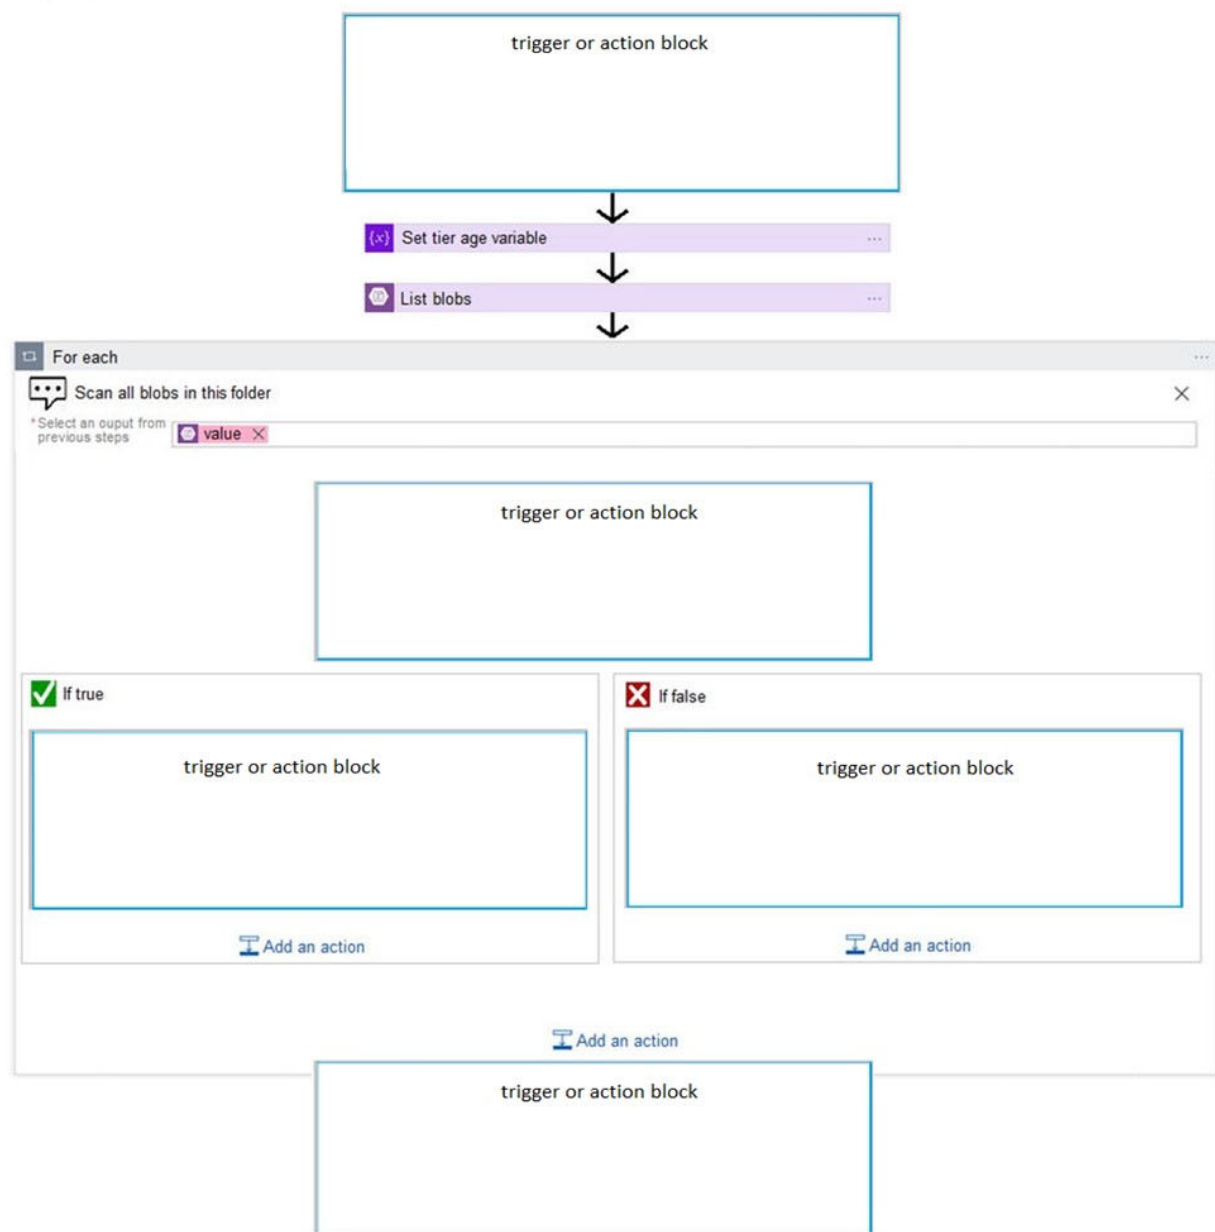 trigger or action block
{x} Set tier age variable ...
List blobs ...
For each ...
Scan all blobs in this folder
*Select an ouput from
previous steps
value
trigger or action block
If true
If false
trigger or action block
trigger or action block
Add an action
Add an action
Add an action
trigger or action block